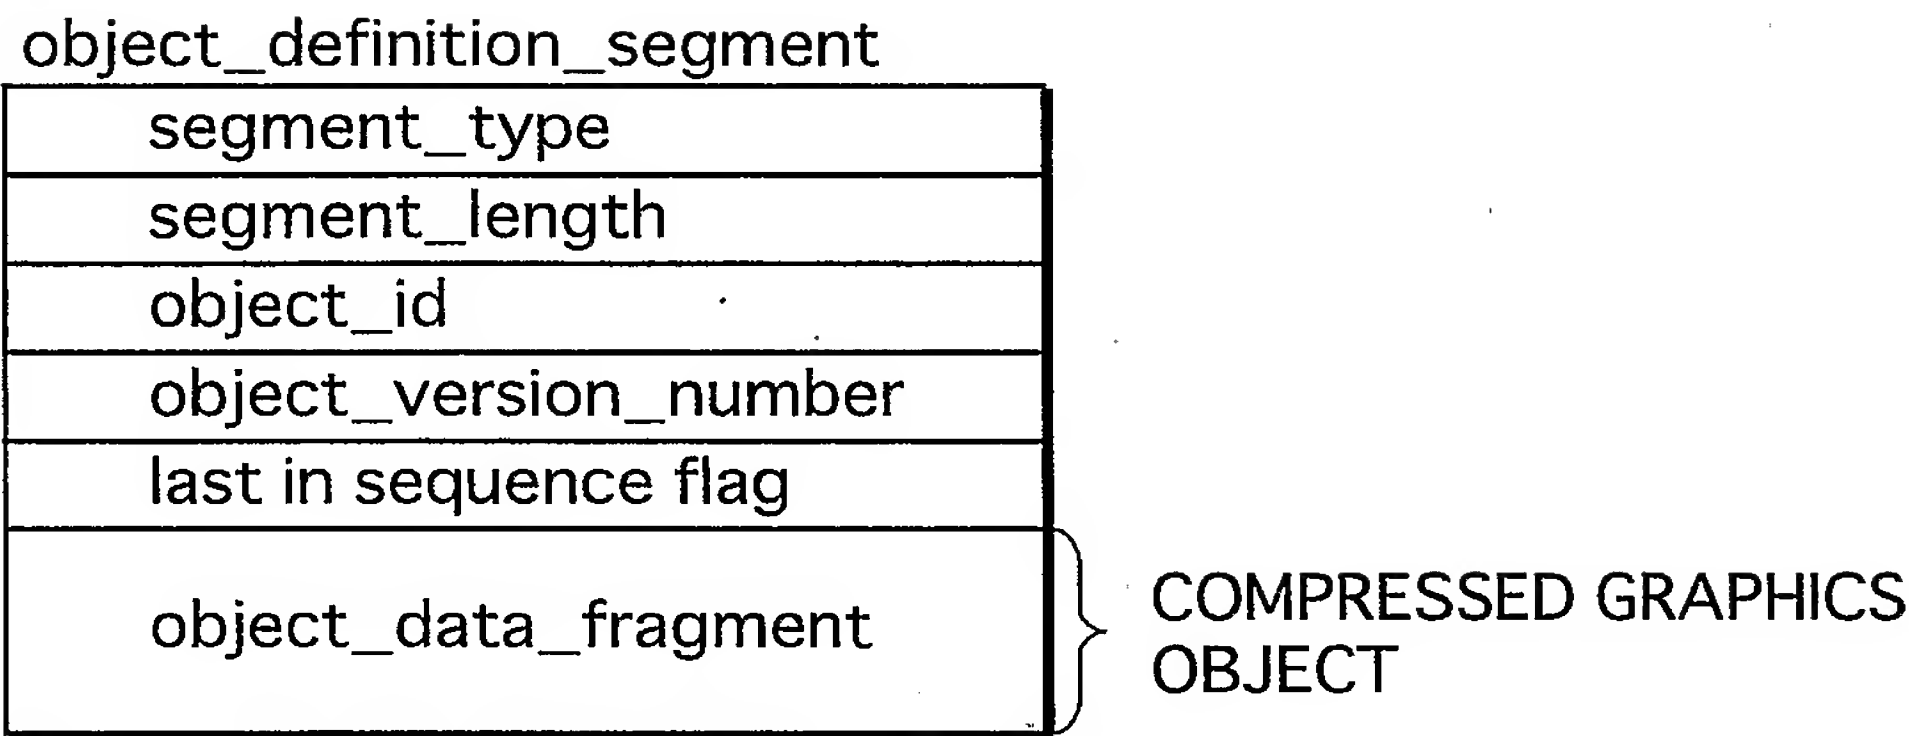 object_definition_segment
segment_type
segment_length
object_id
object_version_number
last in sequence flag
object_data_fragment
COMPRESSED GRAPHICS
OBJECT